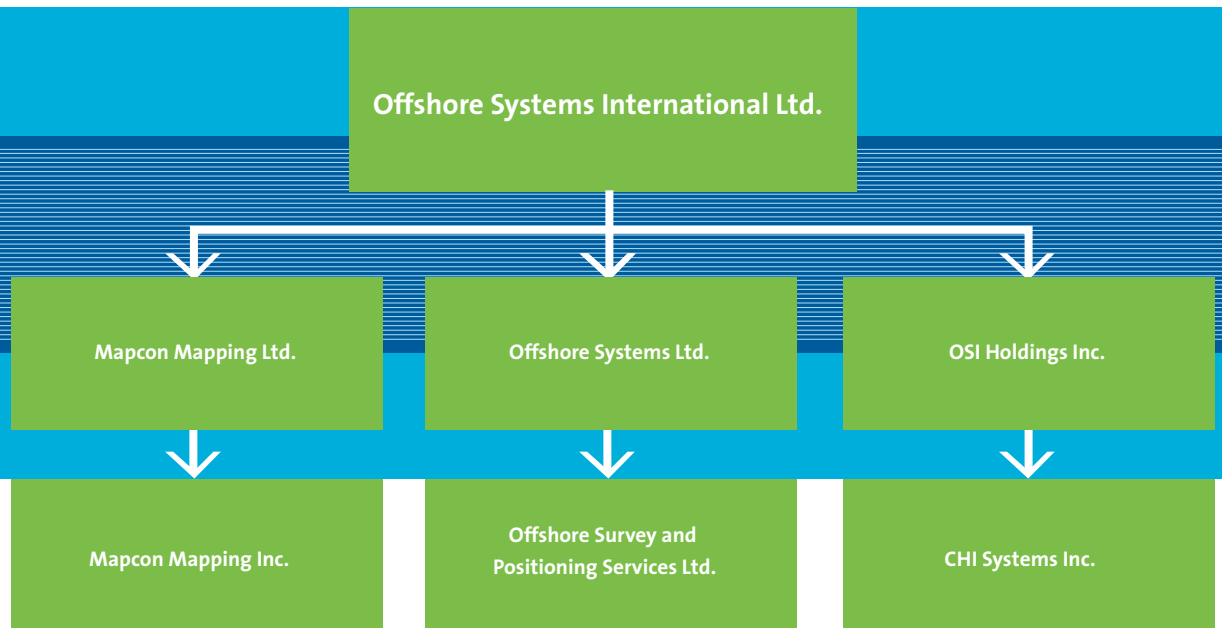 Offshore Systems International Ltd.
Mapcon Mapping Ltd.
Offshore Systems Ltd.
OSI Holdings Inc.
Mapcon Mapping Inc.
Offshore Survey and
Positioning Services Ltd.
CHI Systems Inc.